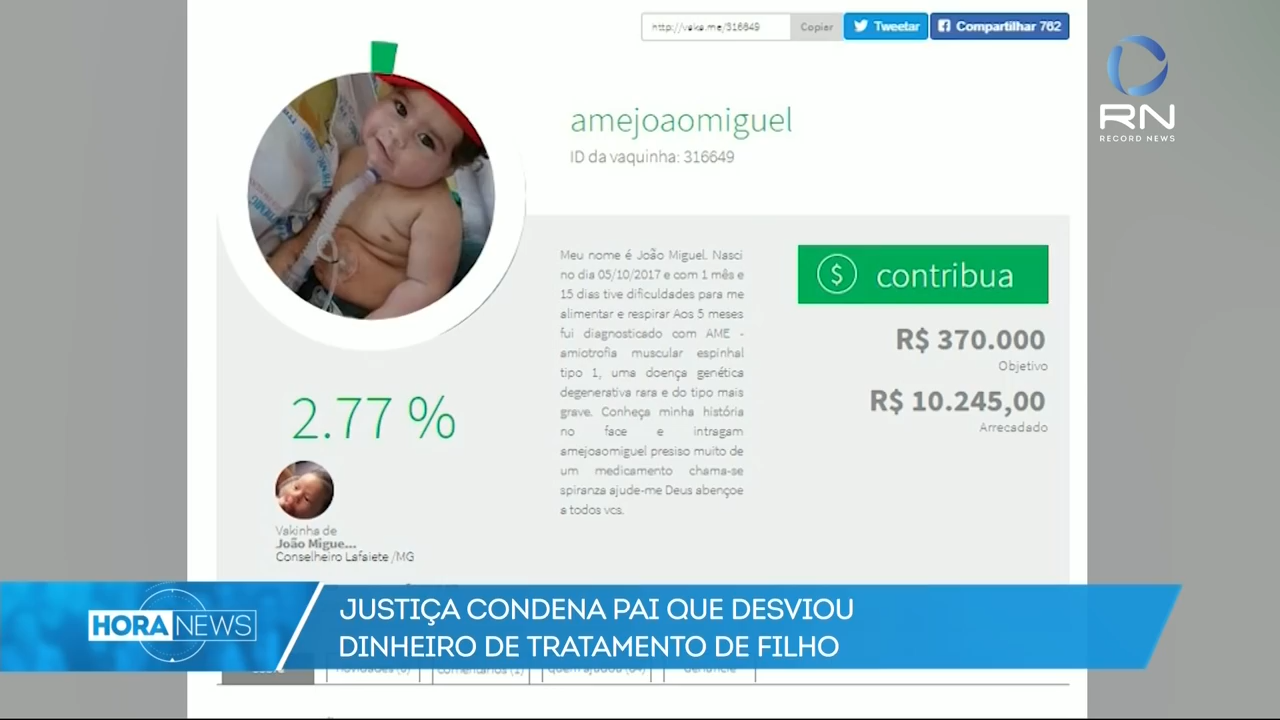 http://vaka.me/316649
Copiar
Tweetar
Compartilhar 762
RN
RECORD NEWS
amejoaomiguel
ID da vaquinha: 316649
Meu nome é João Miguel. Nasci
no dia 05/10/2017 e com 1 mês e
15 dias tive dificuldades para me
alimentar e respirar Aos 5 meses
fui diagnosticado com AME -
amiotrofia muscular espinhal
tipo 1, uma doença genética
degenerativa rara e do tipo mais
grave. Conheça minha história
no face e intragam
amejoaomiguel presiso muito de
um medicamento chama-se
spiranza ajude-me Deus abençoe
a todos vcs.
$ contribua
R$ 370.000
Objetivo
R$ 10.245,00
Arrecadado
2.77 %
Vakinha de
João Migue...
Conselheiro Lafaiete /MG
HORA NEWS
JUSTIÇA CONDENA PAI QUE DESVIOU
DINHEIRO DE TRATAMENTO DE FILHO